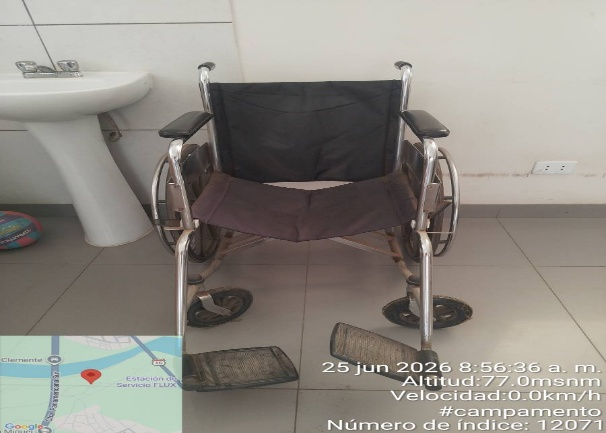 Clemente
Estación de
Servicio FLUX
Google
25 jun 2026 8:56:36 a. m.
Altitud:77.0msnm
Velocidad:0.0km/h
#campamento
Número de índice: 12071